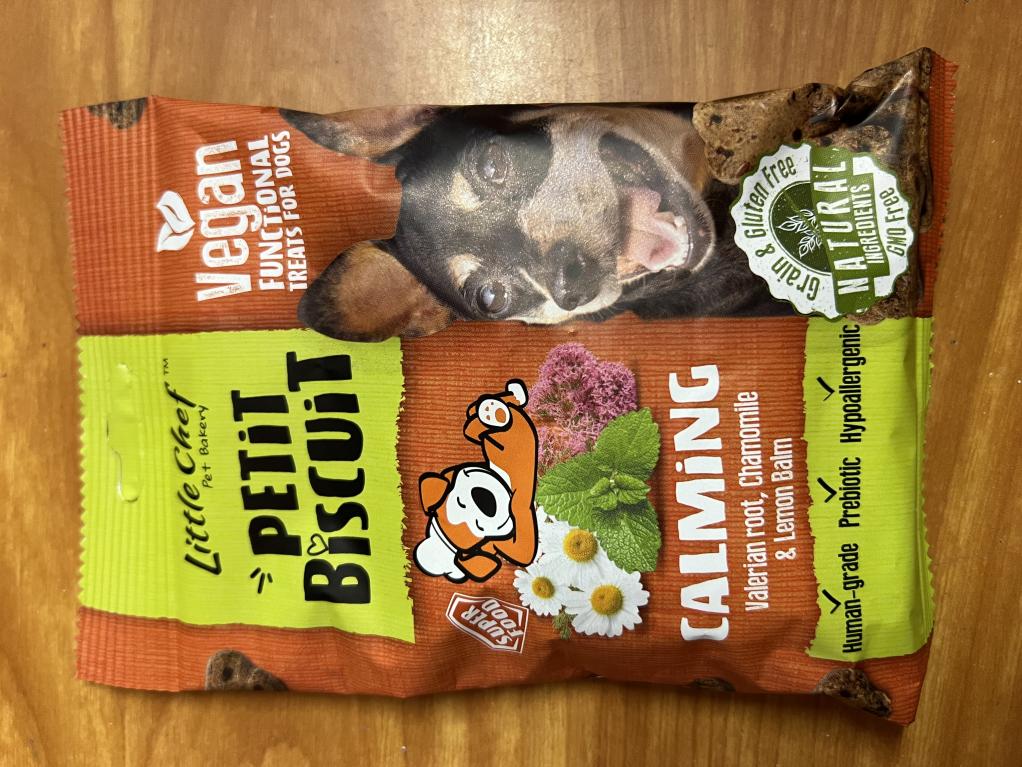 Little Chef™
Pet Bakery
PETiT
BiSCUiT
Vegan
FUNCTiONAL
TREATS FOR DOGS
SUPER
FOOD
CALMiNG
Valerian root, Chamomile
& Lemon Balm
Grain & Gluten Free
NATURAL
INGREDIENTS
GMO Free
Human-grade Prebiotic Hypoallergenic